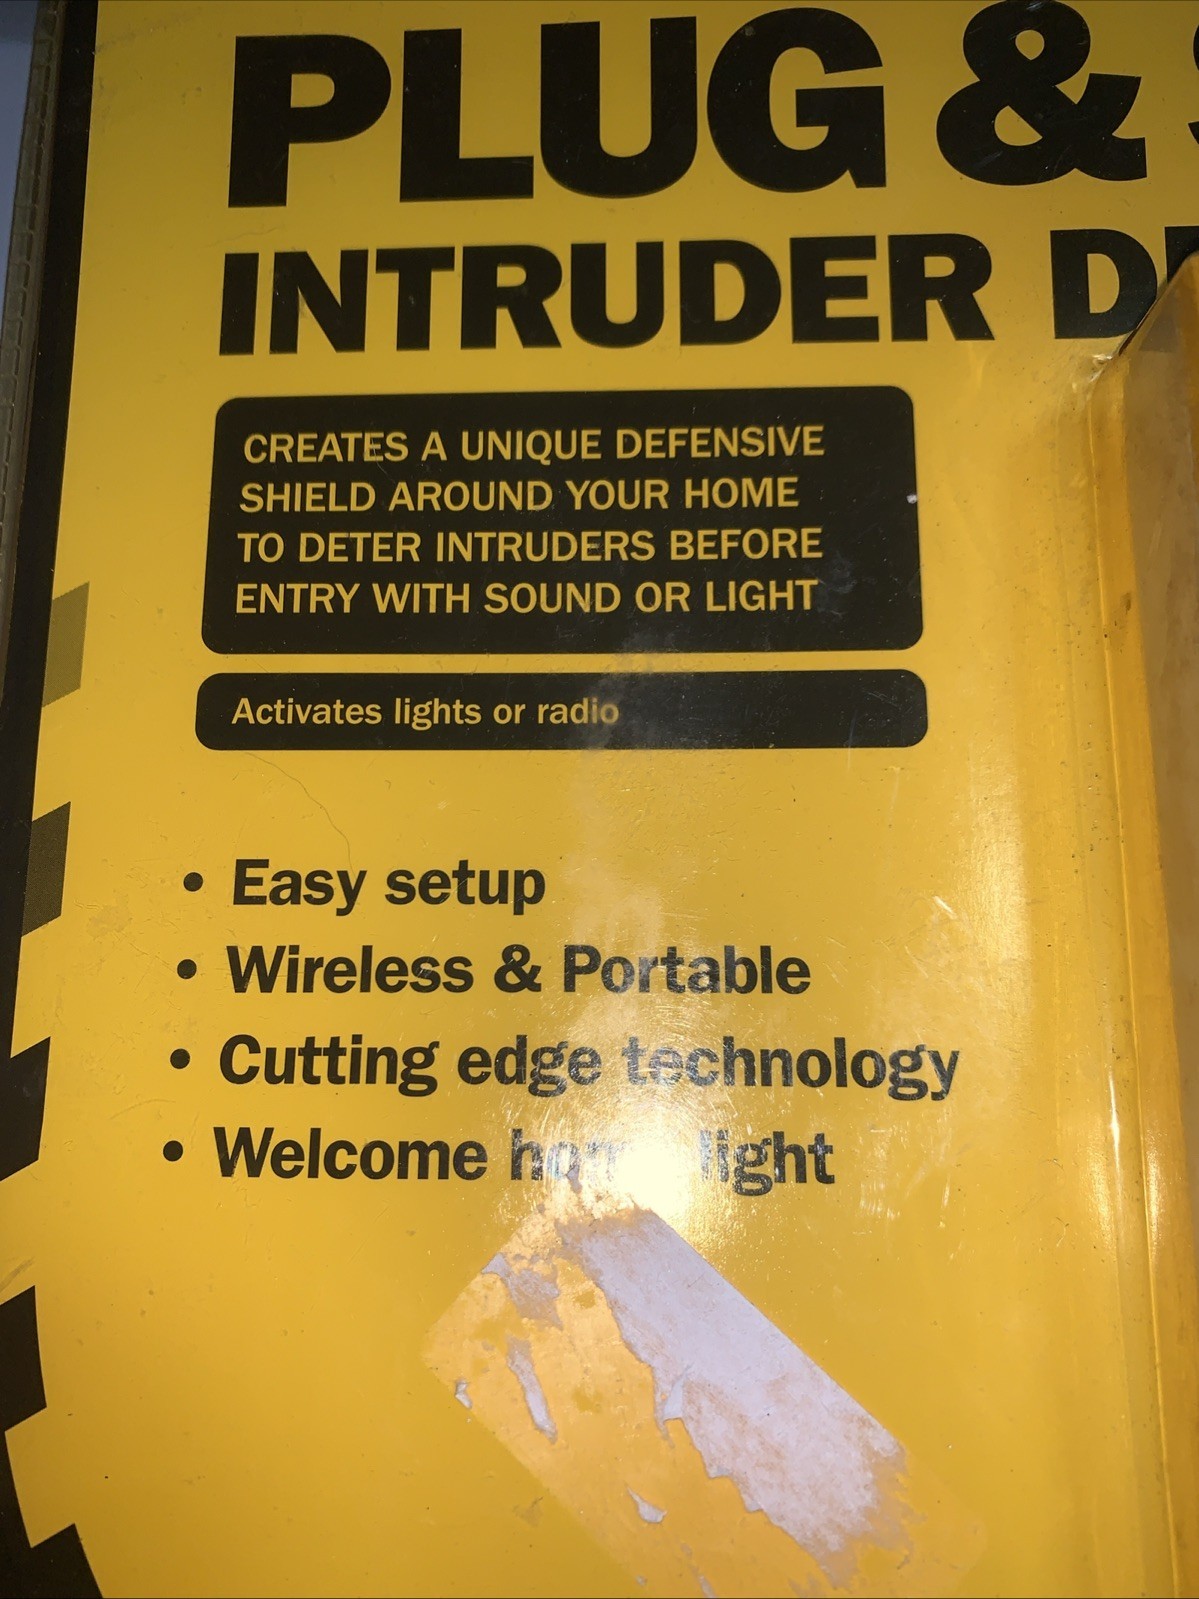 PLUG &
INTRUDER
CREATES A UNIQUE DEFENSIVE
SHIELD AROUND YOUR HOME
TO DETER INTRUDERS BEFORE
ENTRY WITH SOUND OR LIGHT
Activates lights or radio
• Easy setup
• Wireless & Portable
• Cutting edge technology
• Welcome home light